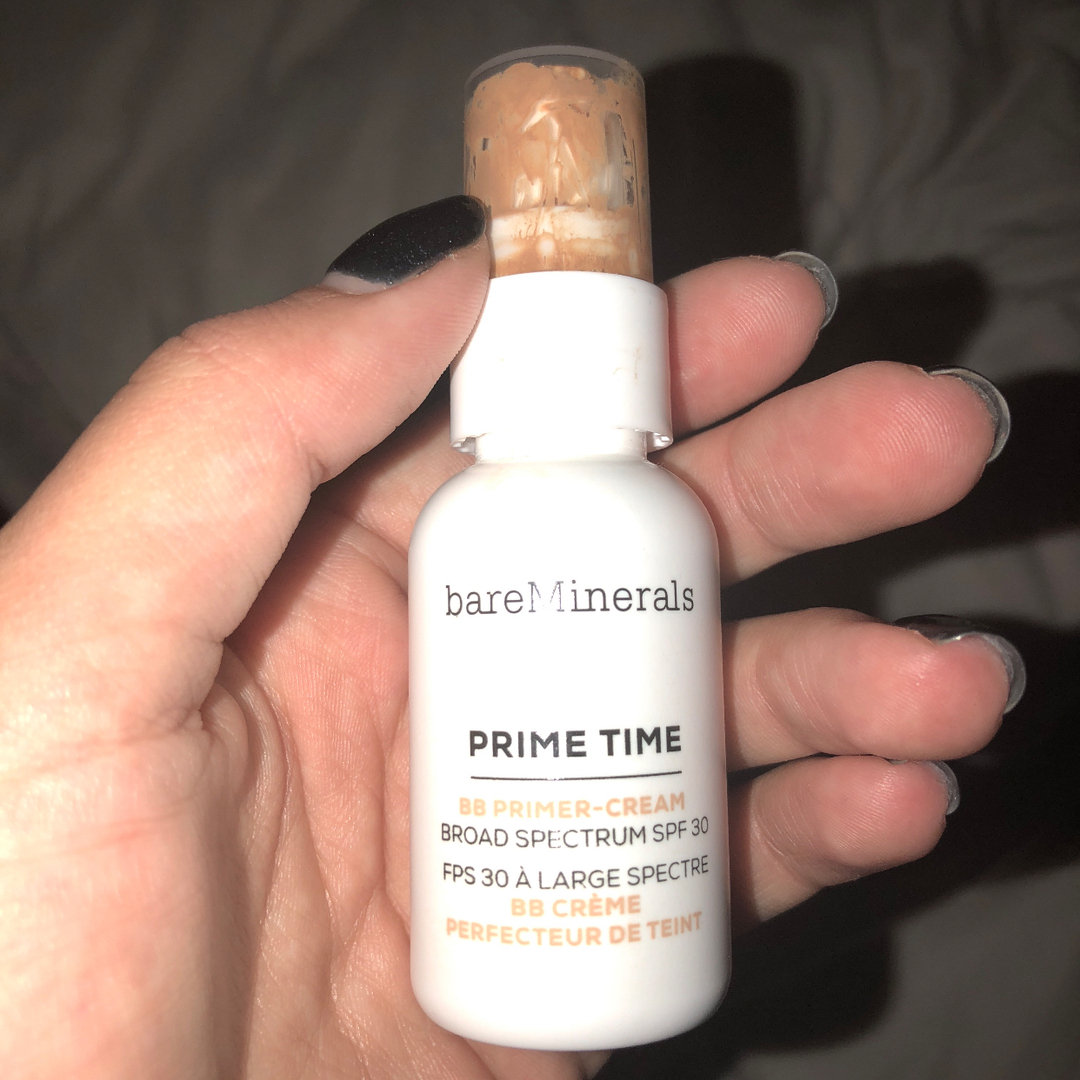 bareMinerals
PRIME TIME
BB PRIMER-CREAM
BROAD SPECTRUM SPF 30
FPS 30 À LARGE SPECTRE
BB CRÈME
PERFECTEUR DE TEINT